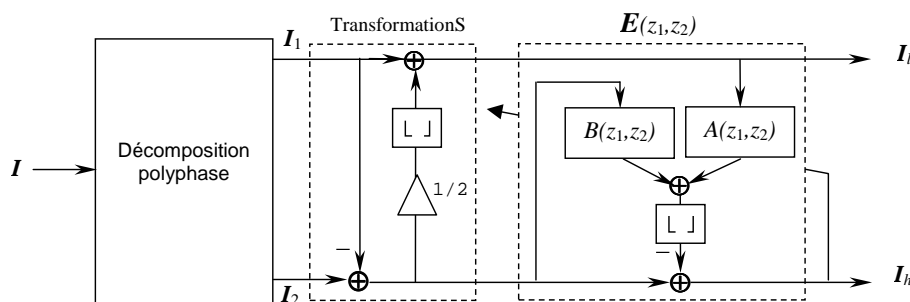 TransformationS
E(z₁,z₂)
I₁
Iₗ
Décomposition
polyphase
I
B(z₁,z₂)
A(z₁,z₂)
⌊ ⌋
1/2
⌊ ⌋
−
−
I₂
Iₕ